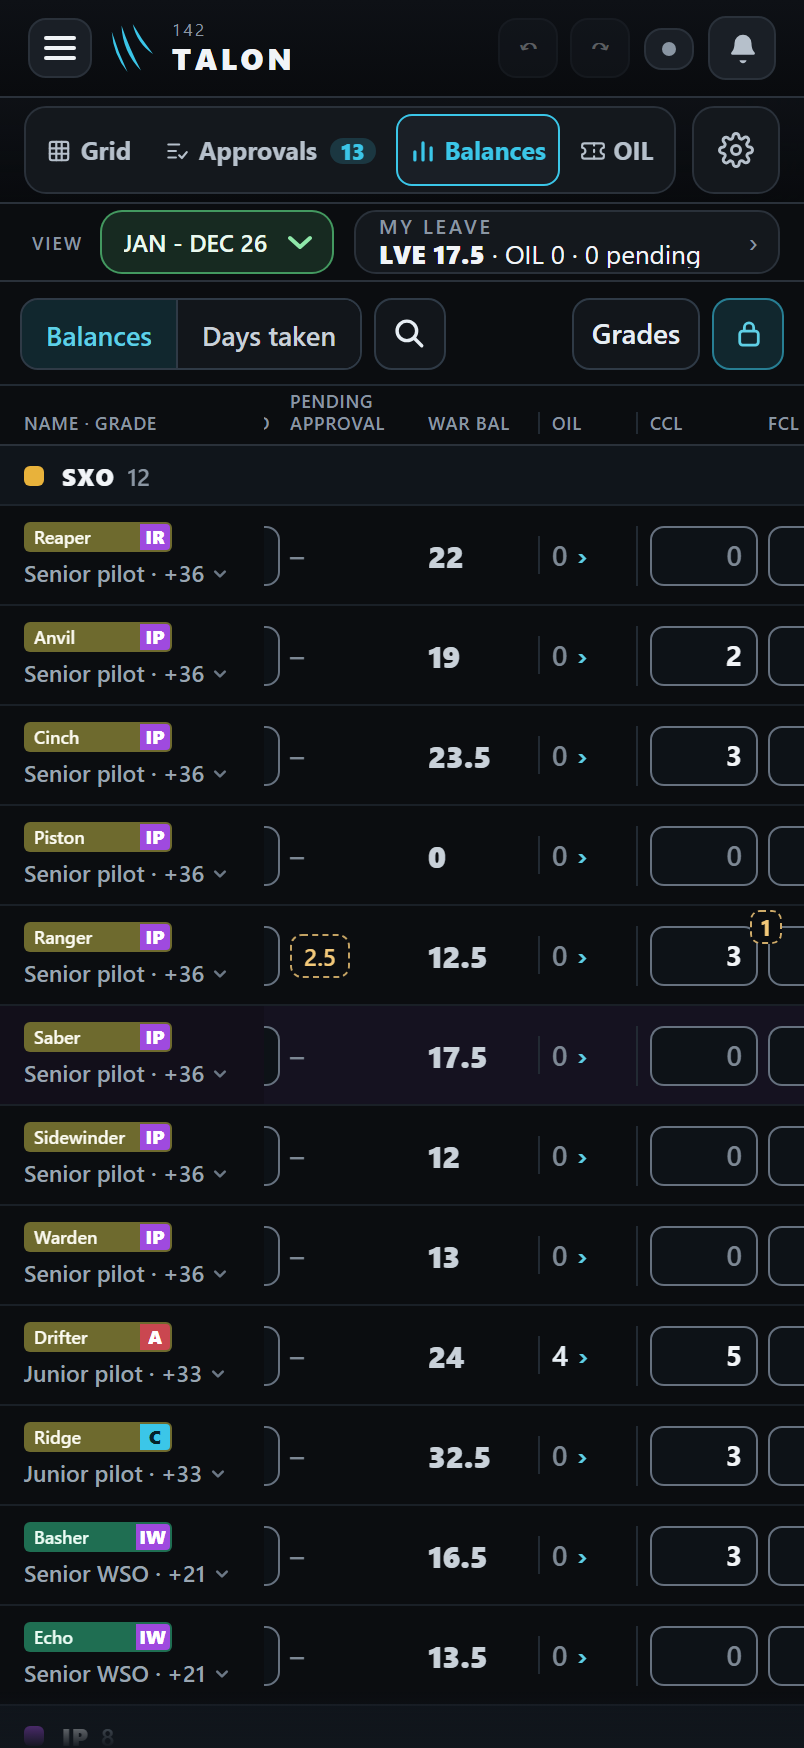 142
TALON
Grid
Approvals 13
Balances
OIL
VIEW
JAN - DEC 26
MY LEAVE
LVE 17.5 · OIL 0 · 0 pending
Balances
Days taken
Grades
NAME · GRADE
PENDING APPROVAL
WAR BAL
OIL
CCL
FCL
SXO 12
Reaper IR
Senior pilot · +36
– 22 0 › 0
Anvil IP
Senior pilot · +36
– 19 0 › 2
Cinch IP
Senior pilot · +36
– 23.5 0 › 3
Piston IP
Senior pilot · +36
– 0 0 › 0
Ranger IP
Senior pilot · +36
2.5 12.5 0 › 3 1
Saber IP
Senior pilot · +36
– 17.5 0 › 0
Sidewinder IP
Senior pilot · +36
– 12 0 › 0
Warden IP
Senior pilot · +36
– 13 0 › 0
Drifter A
Junior pilot · +33
– 24 4 › 5
Ridge C
Junior pilot · +33
– 32.5 0 › 3
Basher IW
Senior WSO · +21
– 16.5 0 › 3
Echo IW
Senior WSO · +21
– 13.5 0 › 0
IP 8